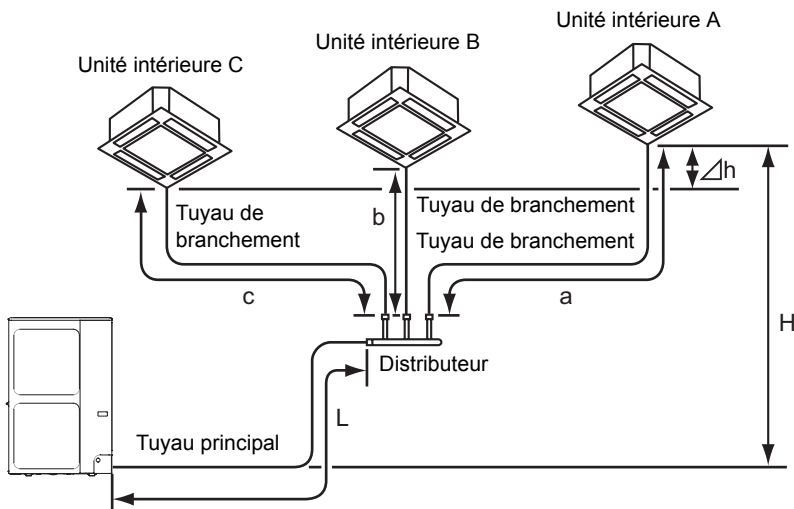 Unité intérieure A
Unité intérieure B
Unité intérieure C
⊿h
Tuyau de
branchement
b
Tuyau de branchement
Tuyau de branchement
c
a
H
Distributeur
L
Tuyau principal